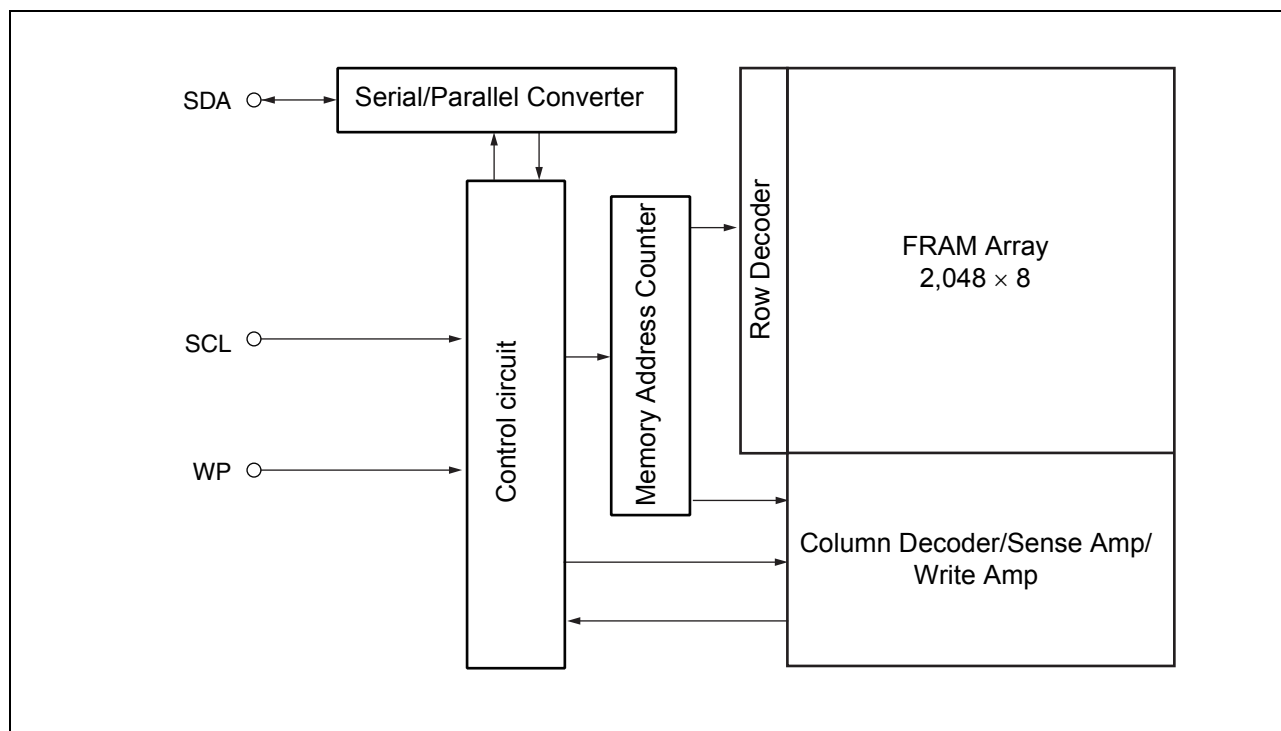 SDA
Serial/Parallel Converter
SCL
WP
Control circuit
Memory Address Counter
Row Decoder
FRAM Array
2,048 × 8
Column Decoder/Sense Amp/
Write Amp